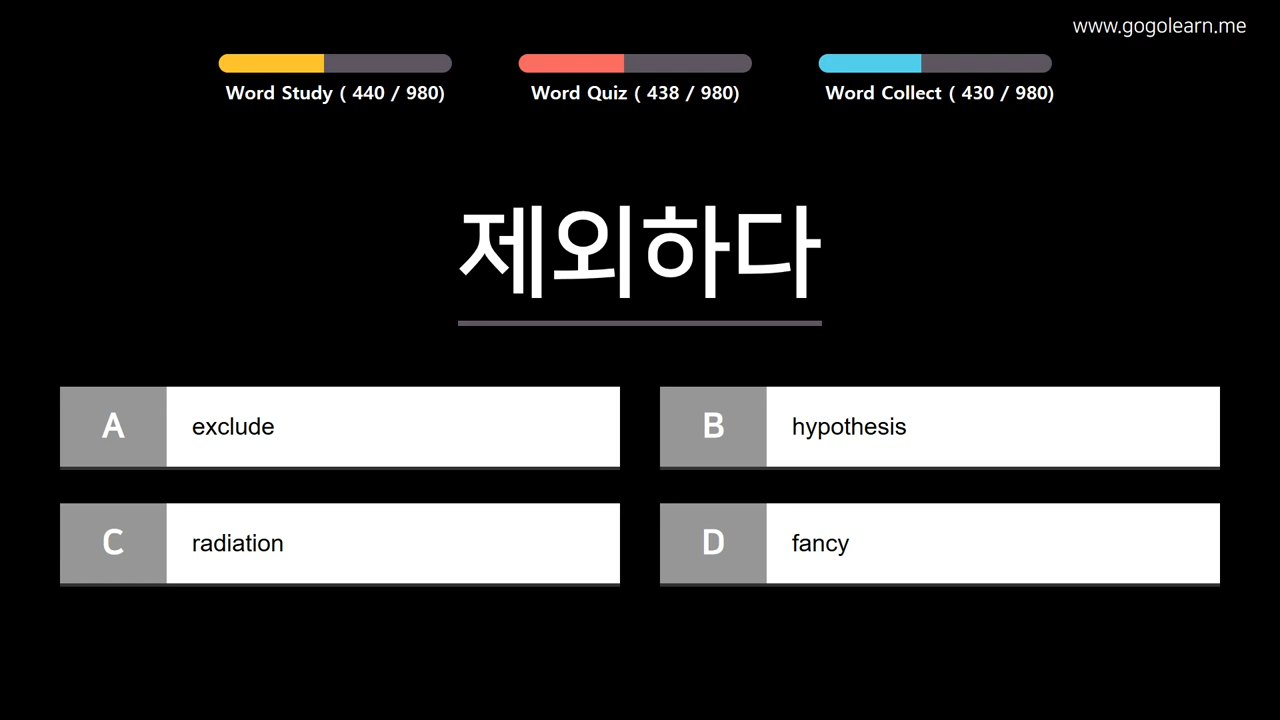 www.gogolearn.me
Word Study ( 440 / 980)
Word Quiz ( 438 / 980)
Word Collect ( 430 / 980)
제외하다
A exclude
B hypothesis
C radiation
D fancy